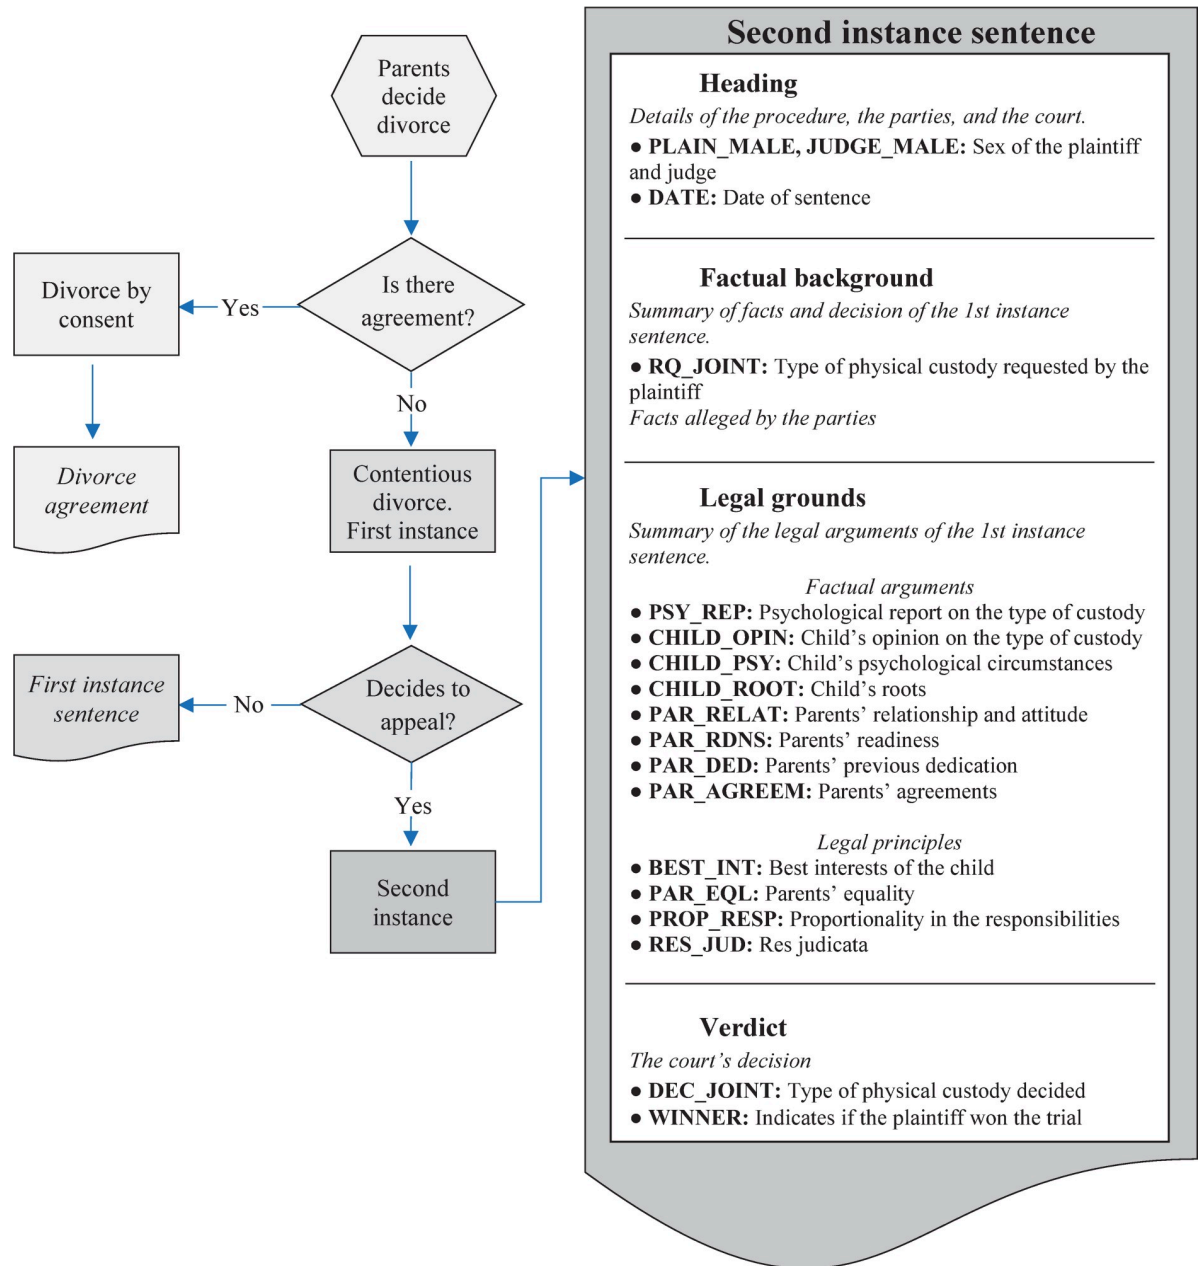 Parents
decide
divorce
Is there
agreement?
Yes
Divorce by
consent
Divorce
agreement
No
Contentious
divorce.
First instance
Decides to
appeal?
No
First instance
sentence
Yes
Second
instance
Second instance sentence
Heading
Details of the procedure, the parties, and the court.
● PLAIN_MALE, JUDGE_MALE: Sex of the plaintiff
and judge
● DATE: Date of sentence
Factual background
Summary of facts and decision of the 1st instance
sentence.
● RQ_JOINT: Type of physical custody requested by the
plaintiff
Facts alleged by the parties
Legal grounds
Summary of the legal arguments of the 1st instance
sentence.
Factual arguments
● PSY_REP: Psychological report on the type of custody
● CHILD_OPIN: Child’s opinion on the type of custody
● CHILD_PSY: Child’s psychological circumstances
● CHILD_ROOT: Child’s roots
● PAR_RELAT: Parents’ relationship and attitude
● PAR_RDNS: Parents’ readiness
● PAR_DED: Parents’ previous dedication
● PAR_AGREEM: Parents’ agreements
Legal principles
● BEST_INT: Best interests of the child
● PAR_EQL: Parents’ equality
● PROP_RESP: Proportionality in the responsibilities
● RES_JUD: Res judicata
Verdict
The court’s decision
● DEC_JOINT: Type of physical custody decided
● WINNER: Indicates if the plaintiff won the trial